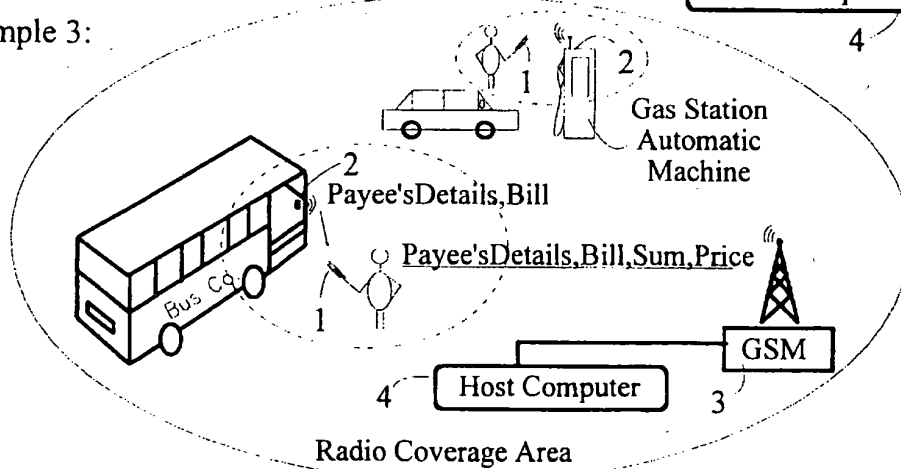 mple 3:
4
1
2
Gas Station
Automatic
Machine
2
Payee'sDetails,Bill
Payee'sDetails,Bill,Sum,Price
Bus Co.
1
GSM
4
Host Computer
3
Radio Coverage Area